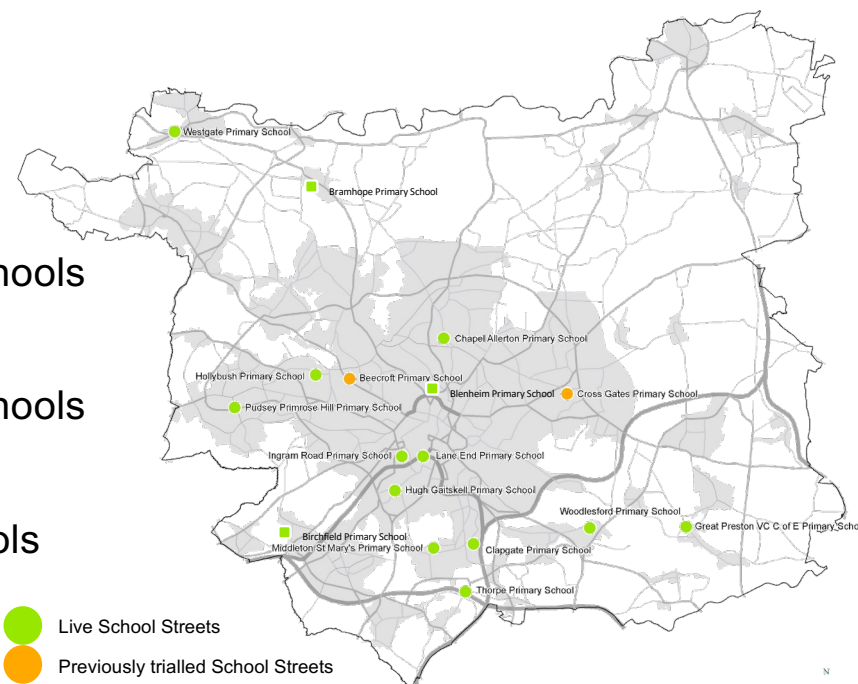 Westgate Primary School
Bramhope Primary School
hools
Chapel Allerton Primary School
Hollybush Primary School
Beecroft Primary School
Blenheim Primary School
Cross Gates Primary School
hools
Pudsey Primrose Hill Primary School
Ingram Road Primary School
Lane End Primary School
Hugh Gaitskell Primary School
Woodlesford Primary School
Great Preston VC C of E Primary Scho
ols
Birchfield Primary School
Middleton St Mary's Primary School
Clapgate Primary School
Thorpe Primary School
Live School Streets
Previously trialled School Streets
N